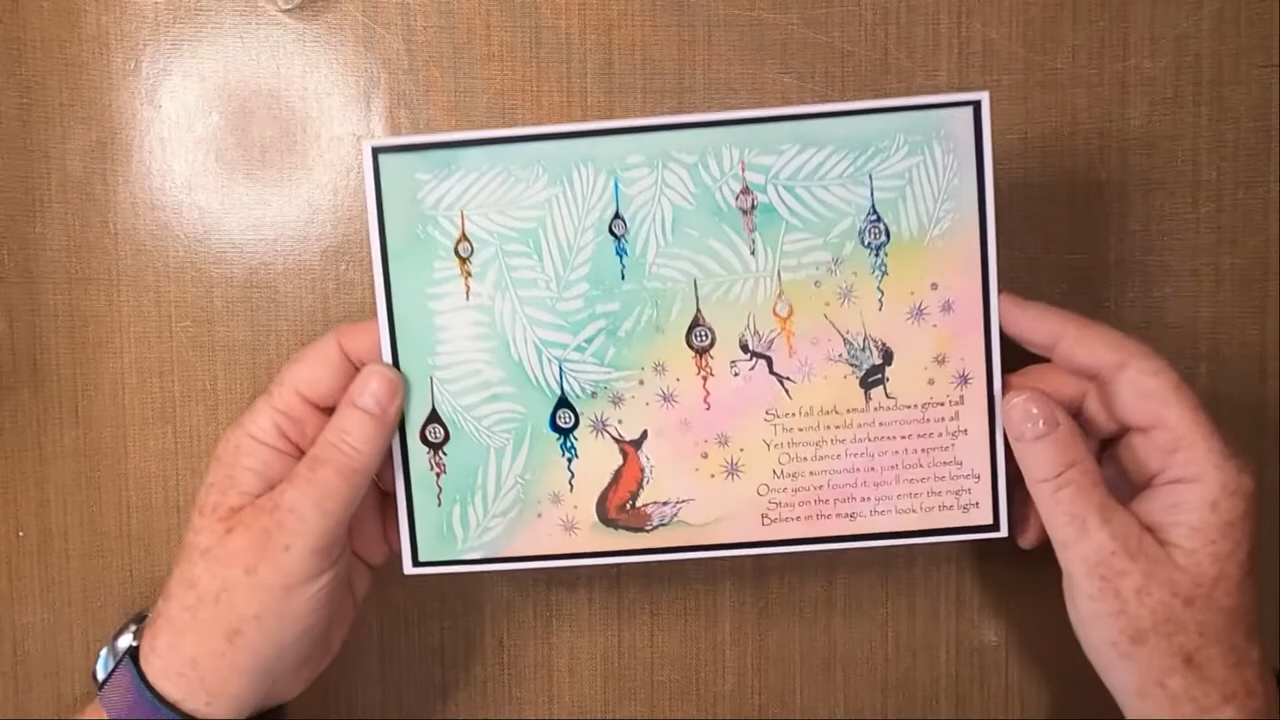 Skies fall dark, small shadows grow tall
The wind is wild and surrounds us all
Yet through the darkness we see a light
Orbs dance freely or is it a sprite?
Magic surrounds us, just look closely
Once you've found it, you'll never be lonely
Stay on the path as you enter the night
Believe in the magic, then look for the light